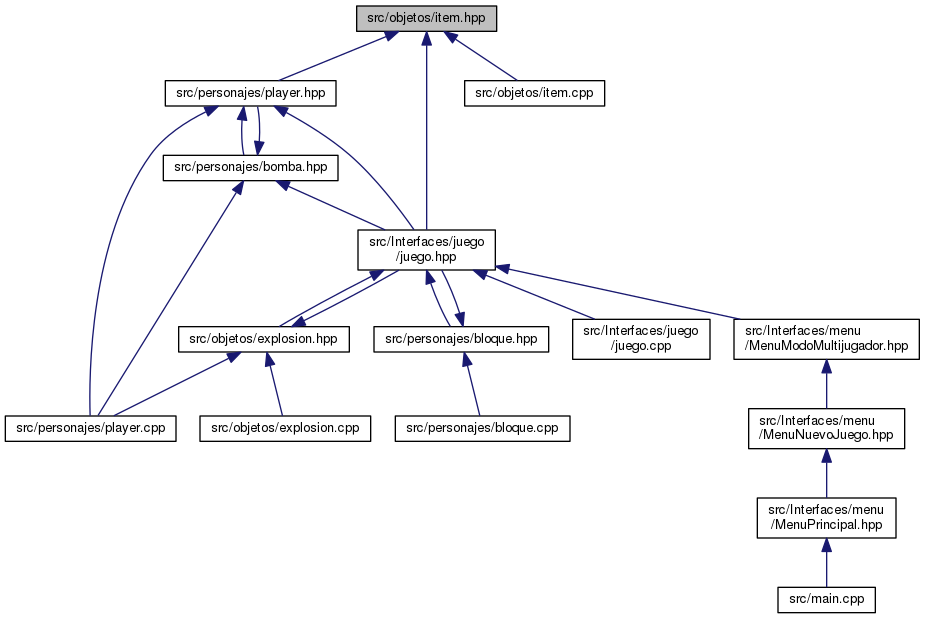 src/objetos/item.hpp
src/personajes/player.hpp
src/objetos/item.cpp
src/personajes/bomba.hpp
src/Interfaces/juego
/juego.hpp
src/objetos/explosion.hpp
src/personajes/bloque.hpp
src/Interfaces/juego
/juego.cpp
src/Interfaces/menu
/MenuModoMultijugador.hpp
src/personajes/player.cpp
src/objetos/explosion.cpp
src/personajes/bloque.cpp
src/Interfaces/menu
/MenuNuevoJuego.hpp
src/Interfaces/menu
/MenuPrincipal.hpp
src/main.cpp